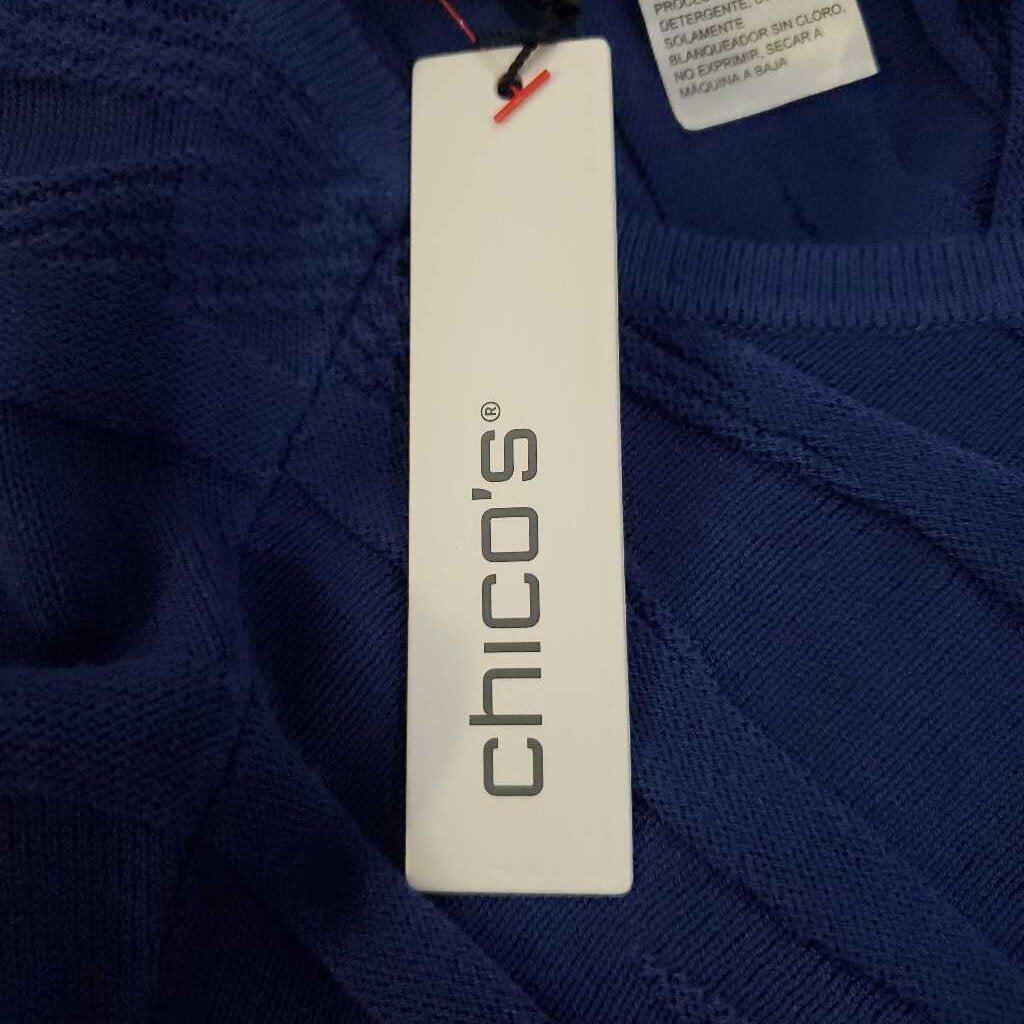 DETERGENTE,
SOLAMENTE
BLANQUEADOR SIN CLORO,
NO EXPRIMIR, SECAR A
MÁQUINA A BAJA
chico's®